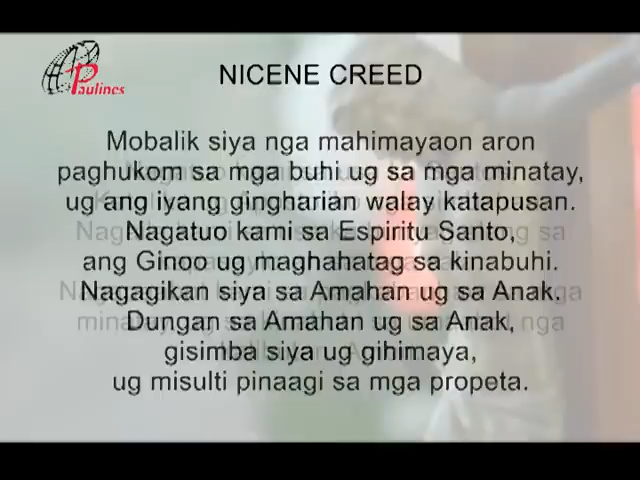 Paulines
NICENE CREED
Mobalik siya nga mahimayaon aron
paghukom sa mga buhi ug sa mga minatay,
ug ang iyang gingharian walay katapusan.
Nagatuo kami sa Espiritu Santo,
ang Ginoo ug maghahatag sa kinabuhi.
Nagagikan siya sa Amahan ug sa Anak.
Dungan sa Amahan ug sa Anak,
gisimba siya ug gihimaya,
ug misulti pinaagi sa mga propeta.